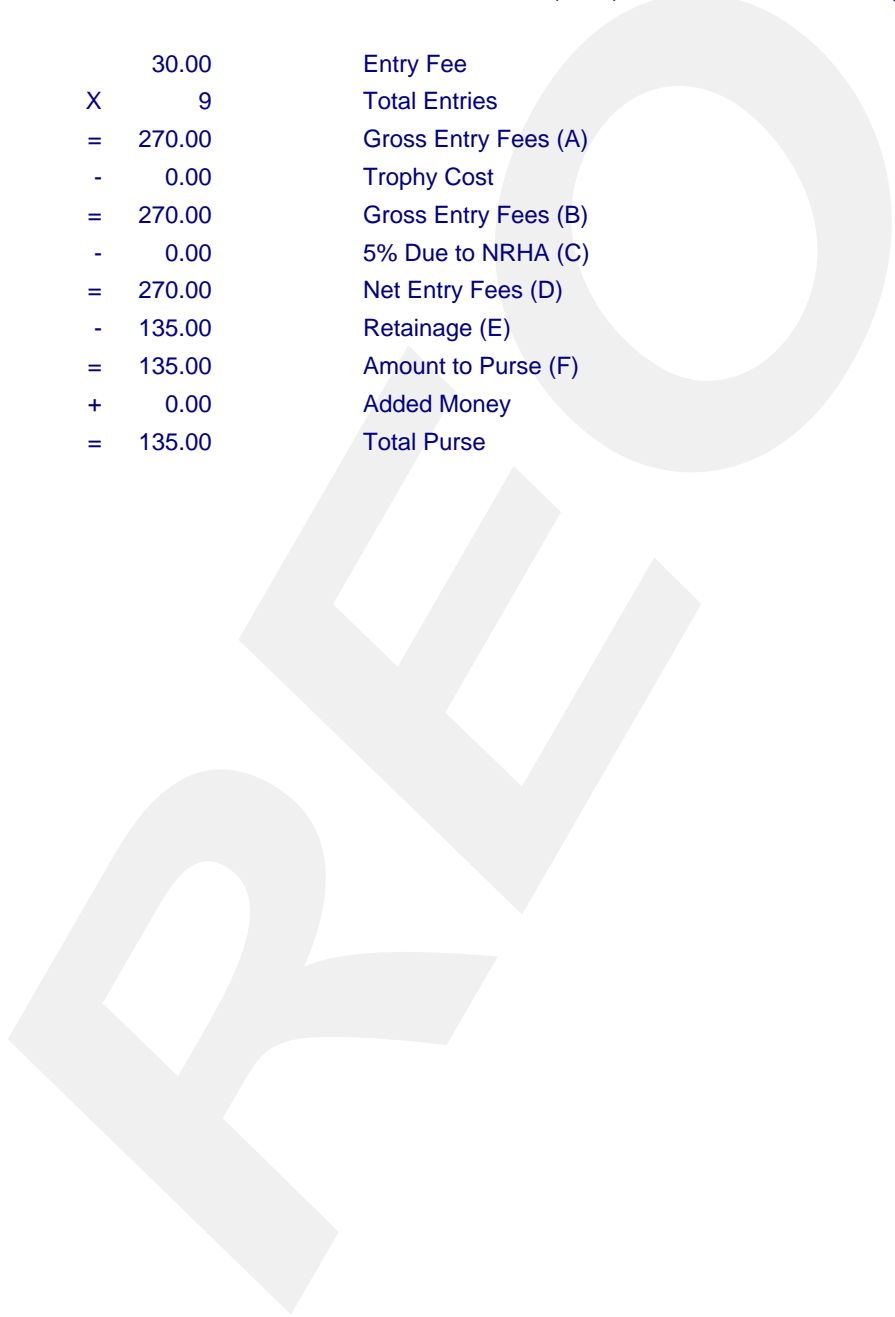 30.00 Entry Fee
X 9 Total Entries
= 270.00 Gross Entry Fees (A)
- 0.00 Trophy Cost
= 270.00 Gross Entry Fees (B)
- 0.00 5% Due to NRHA (C)
= 270.00 Net Entry Fees (D)
- 135.00 Retainage (E)
= 135.00 Amount to Purse (F)
+ 0.00 Added Money
= 135.00 Total Purse
REO